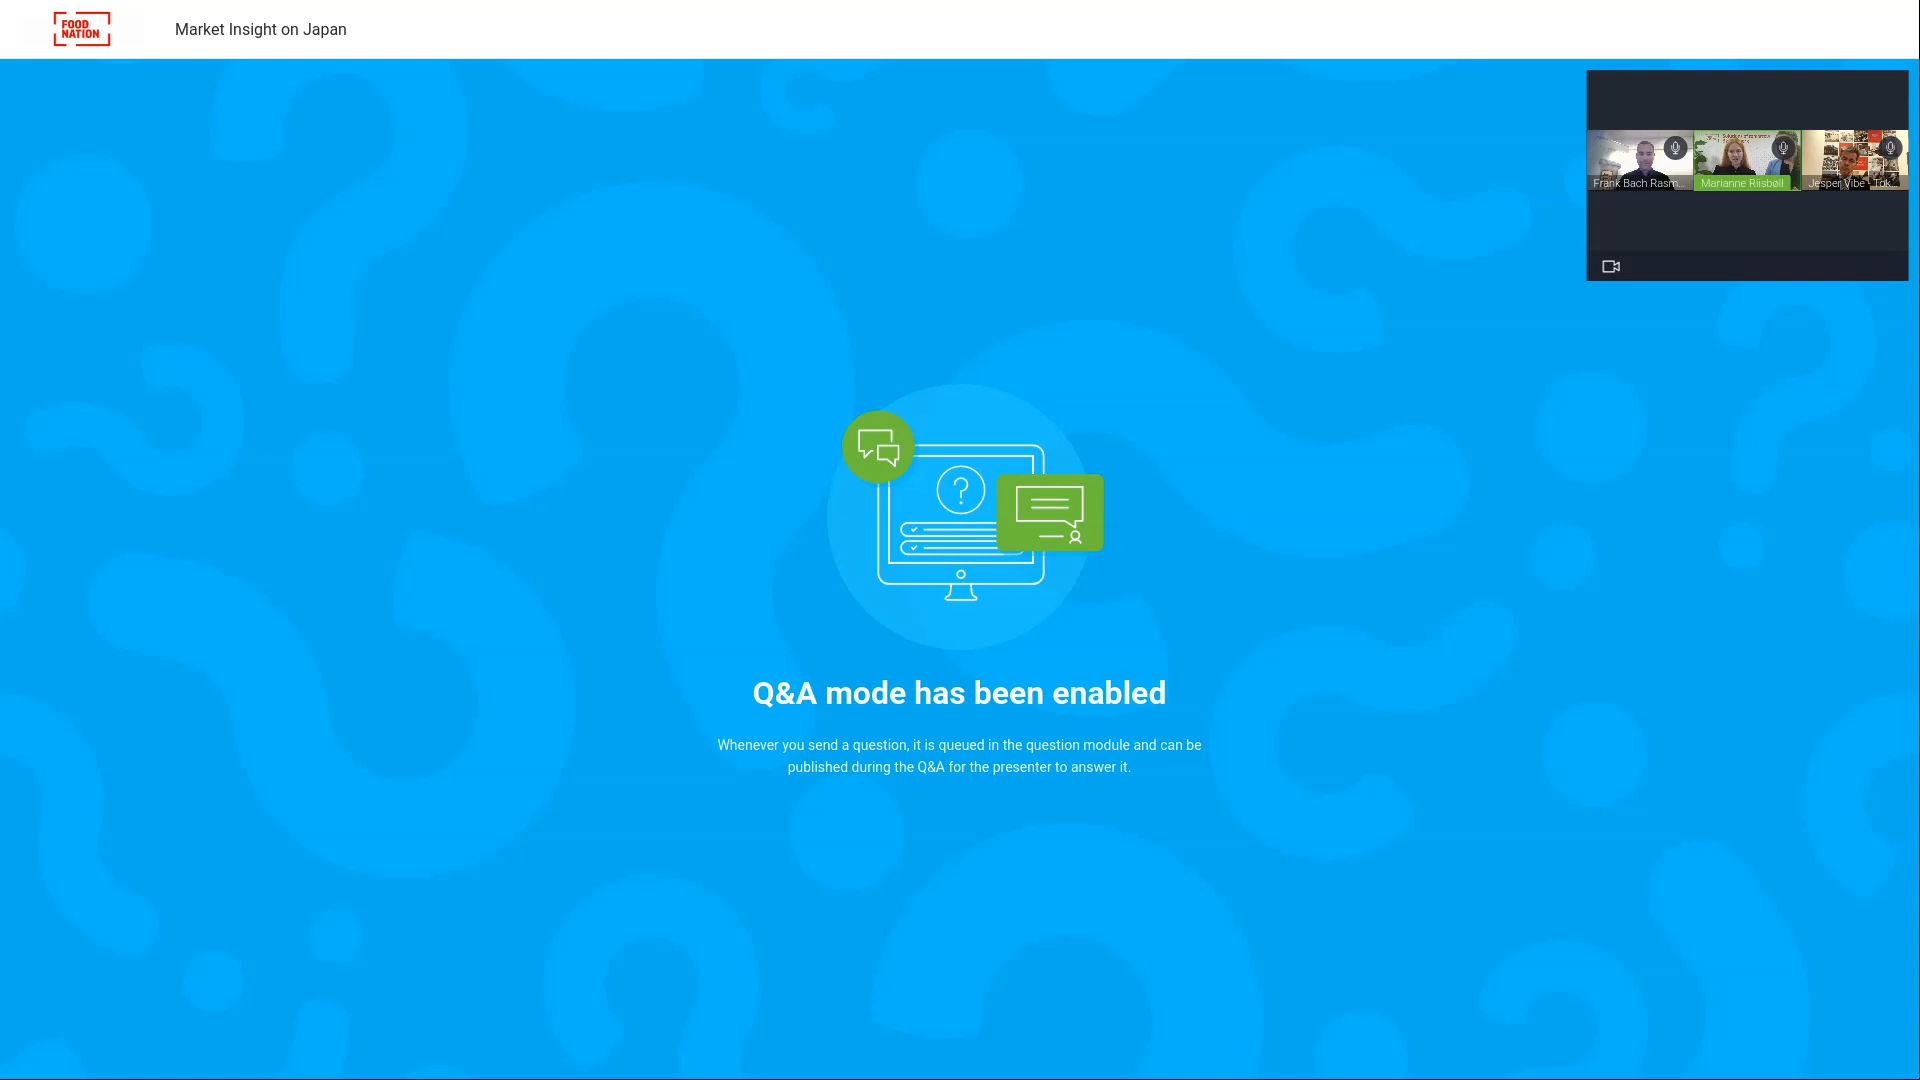 FOOD
NATION
Market Insight on Japan
Frank Bach Rasm...
Marianne Riisbøll
Jesper Vibe - Tok...
?
Q&A mode has been enabled
Whenever you send a question, it is queued in the question module and can be
published during the Q&A for the presenter to answer it.